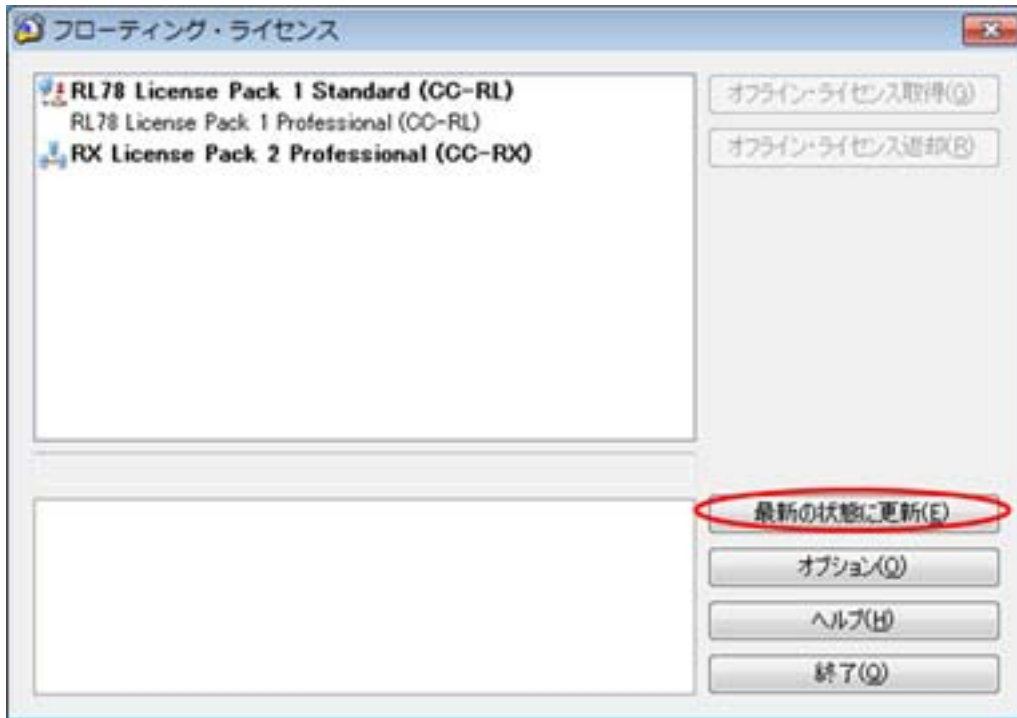 フローティング・ライセンス
RL78 License Pack 1 Standard (CC-RL)
RL78 License Pack 1 Professional (CC-RL)
RX License Pack 2 Professional (CC-RX)
オフライン・ライセンス取得(G)
オフライン・ライセンス返却(R)
最新の状態に更新(E)
オプション(O)
ヘルプ(H)
終了(Q)